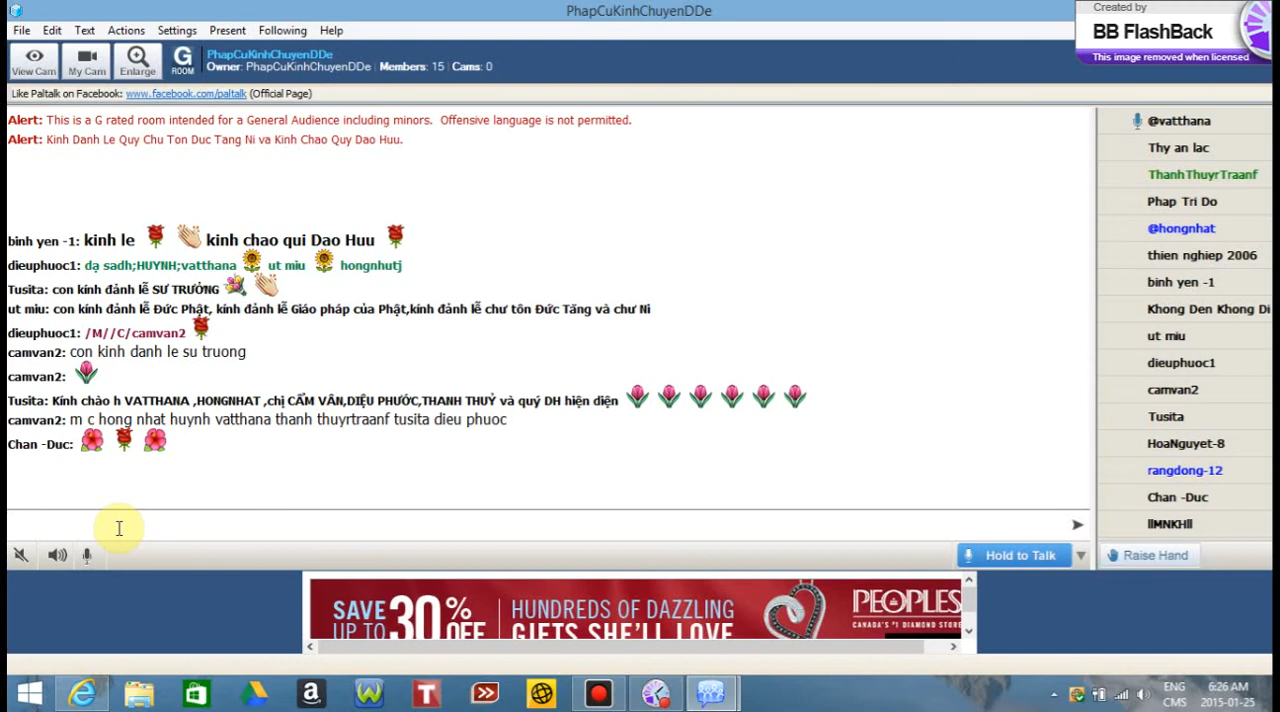 PhapCuKinhChuyenDDe
Created by
BB FlashBack
This image removed when licensed
File Edit Text Actions Settings Present Following Help
View Cam
My Cam
Enlarge
G
ROOM
PhapCuKinhChuyenDDe
Owner: PhapCuKinhChuyenDDe Members: 15 Cams: 0
Like Paltalk on Facebook: www.facebook.com/paltalk (Official Page)
Alert: This is a G rated room intended for a General Audience including minors. Offensive language is not permitted.
Alert: Kinh Danh Le Quy Chu Ton Duc Tang Ni va Kinh Chao Quy Dao Huu.
binh yen -1: kinh le kinh chao qui Dao Huu
dieuphuoc1: dạ sadh;HUYNH;vatthana ut miu hongnhutj
Tusita: con kính đảnh lễ SƯ TRƯỞNG
ut miu: con kính đảnh lễ Đức Phật, kính đảnh lễ Giáo pháp của Phật,kính đảnh lễ chư tôn Đức Tăng và chư Ni
dieuphuoc1: /M//C/camvan2
camvan2: con kinh danh le su truong
camvan2:
Tusita: Kính chào h VATTHANA ,HONGNHAT ,chị CẨM VÂN,DIỆU PHƯỚC,THANH THUỶ và quý DH hiện diện
camvan2: m c hong nhat huynh vatthana thanh thuyrtraanf tusita dieu phuoc
Chan -Duc:
@vatthana
Thy an lac
ThanhThuyrTraanf
Phap Tri Do
@hongnhat
thien nghiep 2006
binh yen -1
Khong Den Khong Di
ut miu
dieuphuoc1
camvan2
Tusita
HoaNguyet-8
rangdong-12
Chan -Duc
llMNKHll
Hold to Talk
Raise Hand
SAVE UP TO 30% OFF
HUNDREDS OF DAZZLING
GIFTS SHE'LL LOVE
PEOPLES
CANADA'S #1 DIAMOND STORE
ENG 6:26 AM
CMS 2015-01-25